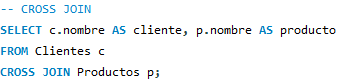 -- CROSS JOIN
SELECT c.nombre AS cliente, p.nombre AS producto
FROM Clientes c
CROSS JOIN Productos p;